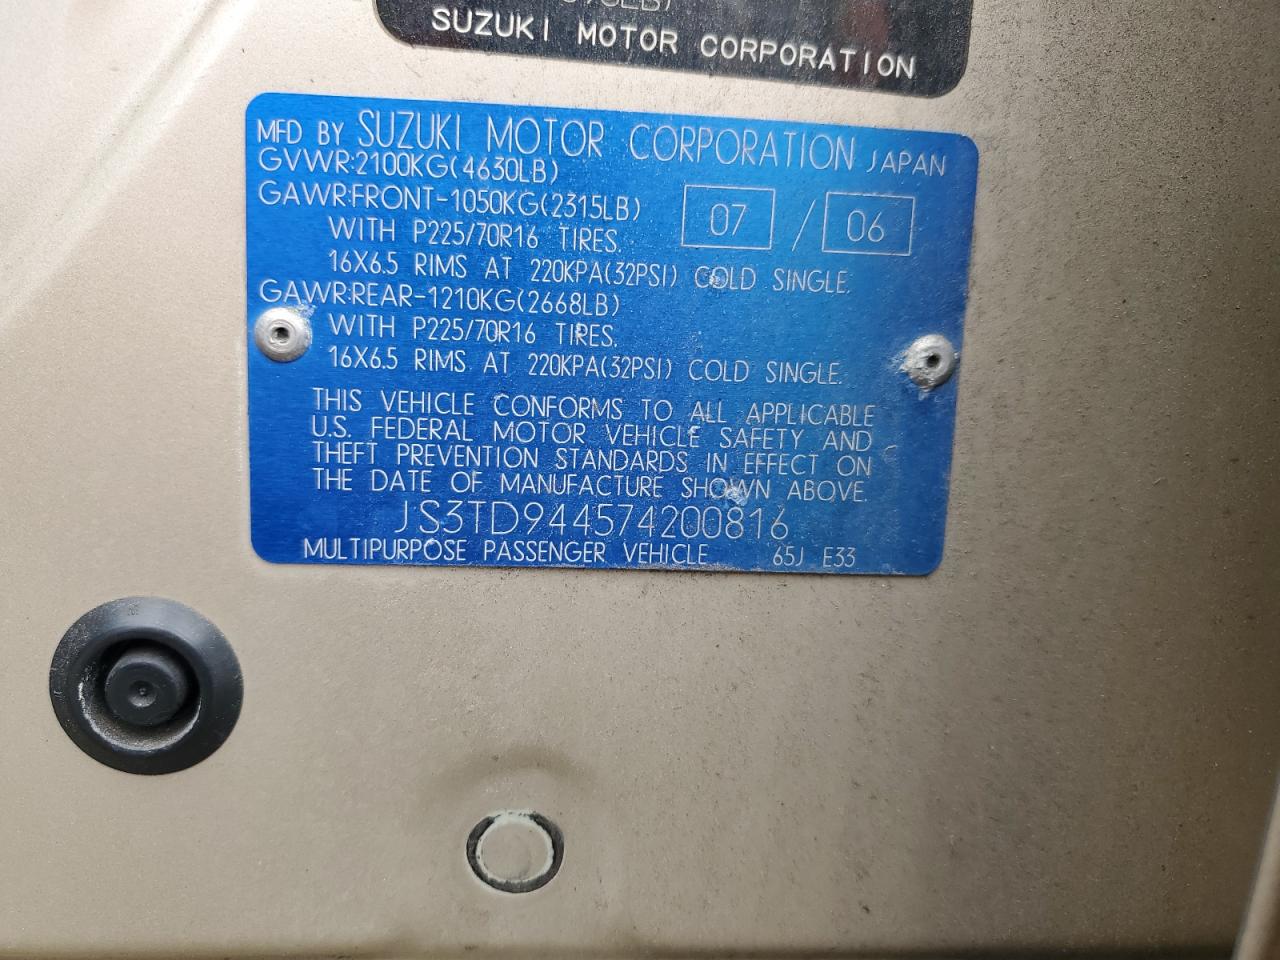 SUZUKI MOTOR CORPORATION
MFD BY SUZUKI MOTOR CORPORATION JAPAN
GVWR:2100KG(4630LB)
GAWR:FRONT-1050KG(2315LB) 07 / 06
WITH P225/70R16 TIRES.
16X6.5 RIMS AT 220KPA(32PSI) COLD SINGLE.
GAWR:REAR-1210KG(2668LB)
WITH P225/70R16 TIRES.
16X6.5 RIMS AT 220KPA(32PSI) COLD SINGLE.
THIS VEHICLE CONFORMS TO ALL APPLICABLE
U.S. FEDERAL MOTOR VEHICLE SAFETY AND
THEFT PREVENTION STANDARDS IN EFFECT ON
THE DATE OF MANUFACTURE SHOWN ABOVE.
JS3TD944574200816
MULTIPURPOSE PASSENGER VEHICLE 65J E33